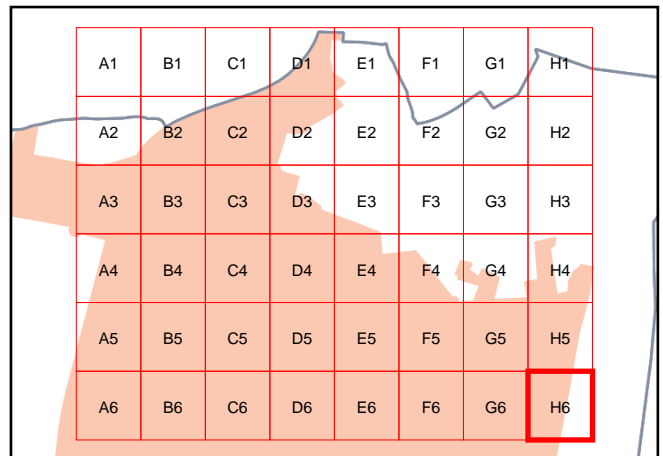 A1 B1 C1 D1 E1 F1 G1 H1
A2 B2 C2 D2 E2 F2 G2 H2
A3 B3 C3 D3 E3 F3 G3 H3
A4 B4 C4 D4 E4 F4 G4 H4
A5 B5 C5 D5 E5 F5 G5 H5
A6 B6 C6 D6 E6 F6 G6 H6